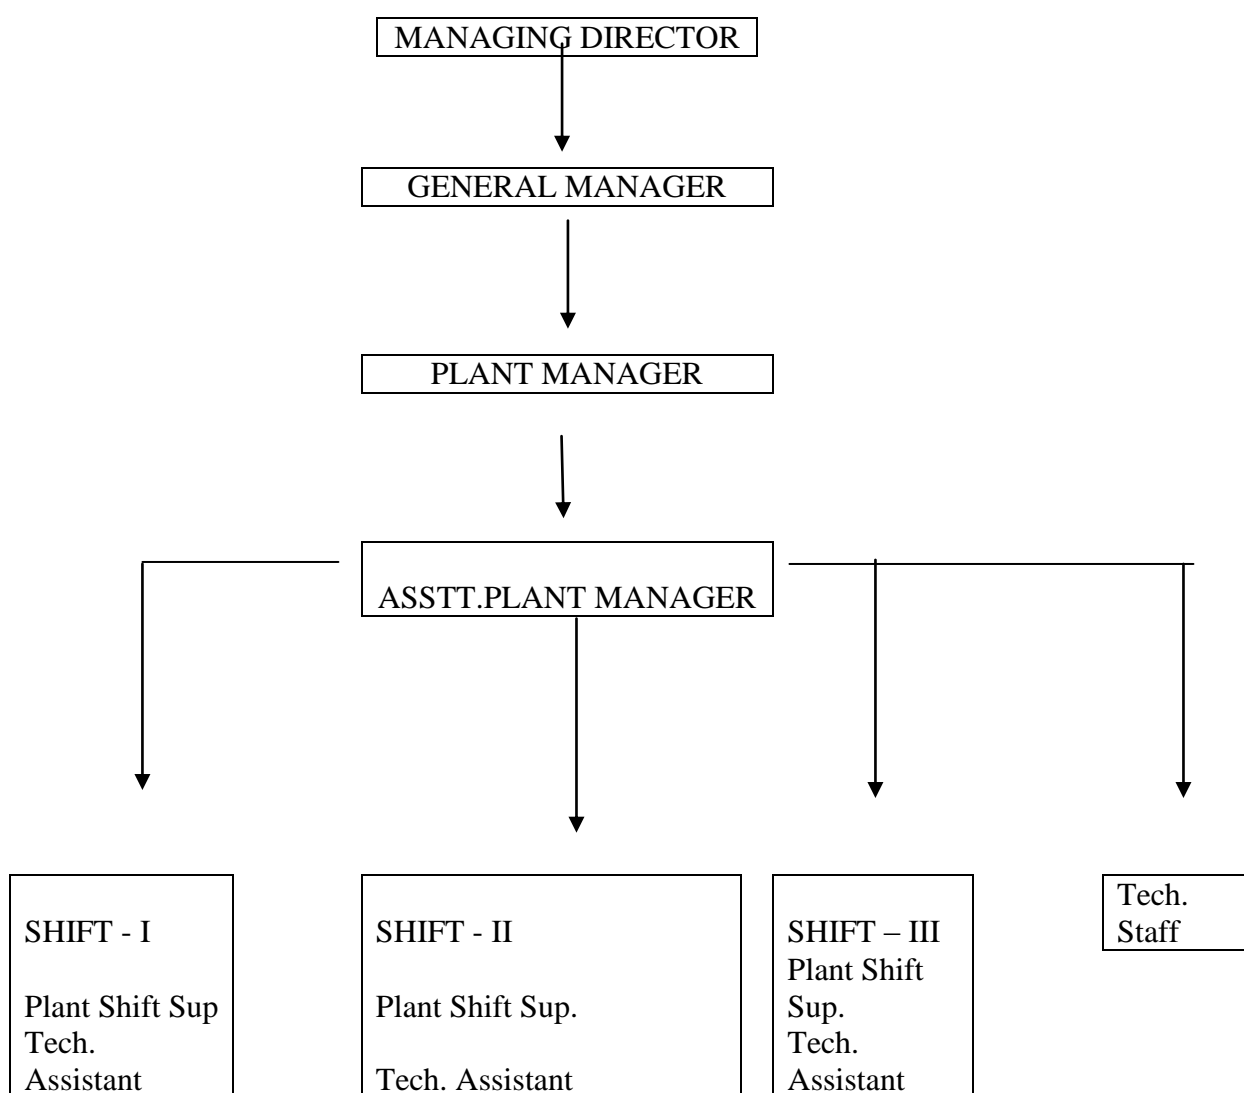 MANAGING DIRECTOR
GENERAL MANAGER
PLANT MANAGER
ASSTT.PLANT MANAGER
SHIFT - I
Plant Shift Sup
Tech.
Assistant
SHIFT - II
Plant Shift Sup.
Tech. Assistant
SHIFT – III
Plant Shift
Sup.
Tech.
Assistant
Tech.
Staff